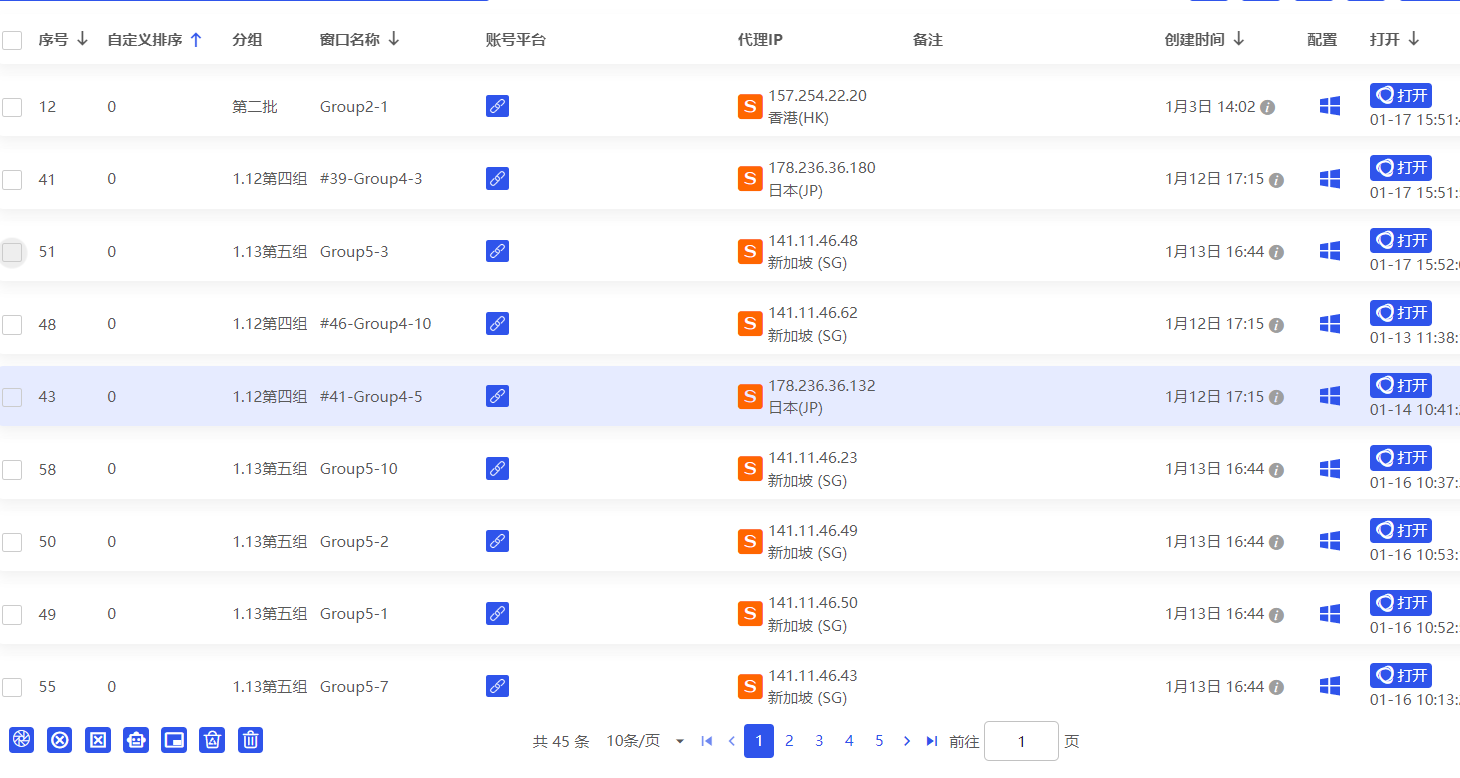 序号 自定义排序 分组 窗口名称 账号平台 代理IP 备注 创建时间 配置 打开
12 0 第二批 Group2-1 S 157.254.22.20 香港(HK) 1月3日 14:02 打开 01-17 15:51:
41 0 1.12第四组 #39-Group4-3 S 178.236.36.180 日本(JP) 1月12日 17:15 打开 01-17 15:51:
51 0 1.13第五组 Group5-3 S 141.11.46.48 新加坡 (SG) 1月13日 16:44 打开 01-17 15:52:
48 0 1.12第四组 #46-Group4-10 S 141.11.46.62 新加坡 (SG) 1月12日 17:15 打开 01-13 11:38:
43 0 1.12第四组 #41-Group4-5 S 178.236.36.132 日本(JP) 1月12日 17:15 打开 01-14 10:41:
58 0 1.13第五组 Group5-10 S 141.11.46.23 新加坡 (SG) 1月13日 16:44 打开 01-16 10:37:
50 0 1.13第五组 Group5-2 S 141.11.46.49 新加坡 (SG) 1月13日 16:44 打开 01-16 10:53:
49 0 1.13第五组 Group5-1 S 141.11.46.50 新加坡 (SG) 1月13日 16:44 打开 01-16 10:52:
55 0 1.13第五组 Group5-7 S 141.11.46.43 新加坡 (SG) 1月13日 16:44 打开 01-16 10:13:
共 45 条 10条/页 1 2 3 4 5 前往 1 页